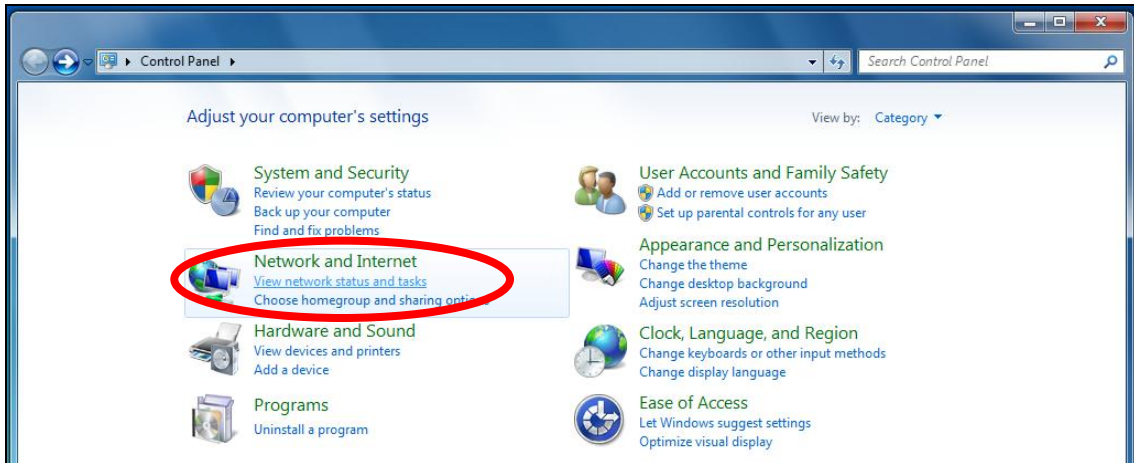 Control Panel
Search Control Panel
Adjust your computer's settings
View by: Category
System and Security
Review your computer's status
Back up your computer
Find and fix problems
Network and Internet
View network status and tasks
Choose homegroup and sharing options
Hardware and Sound
View devices and printers
Add a device
Programs
Uninstall a program
User Accounts and Family Safety
Add or remove user accounts
Set up parental controls for any user
Appearance and Personalization
Change the theme
Change desktop background
Adjust screen resolution
Clock, Language, and Region
Change keyboards or other input methods
Change display language
Ease of Access
Let Windows suggest settings
Optimize visual display